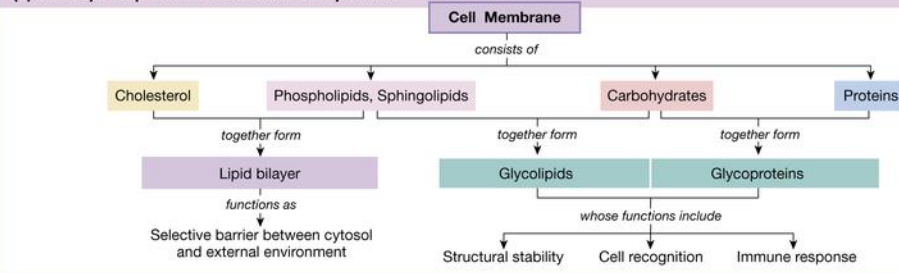 Cell Membrane
consists of
Cholesterol
Phospholipids, Sphingolipids
Carbohydrates
Proteins
together form
together form
together form
Lipid bilayer
Glycolipids
Glycoproteins
functions as
whose functions include
Selective barrier between cytosol
and external environment
Structural stability
Cell recognition
Immune response